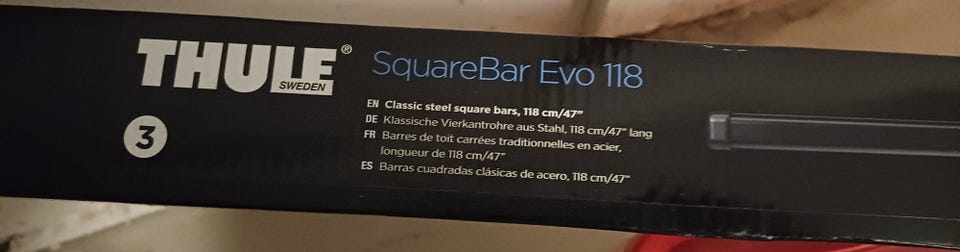 THULE®
SWEDEN
SquareBar Evo 118
3
EN Classic steel square bars, 118 cm/47"
DE Klassische Vierkantrohre aus Stahl, 118 cm/47" lang
FR Barres de toit carrées traditionnelles en acier,
longueur de 118 cm/47"
ES Barras cuadradas clásicas de acero, 118 cm/47"